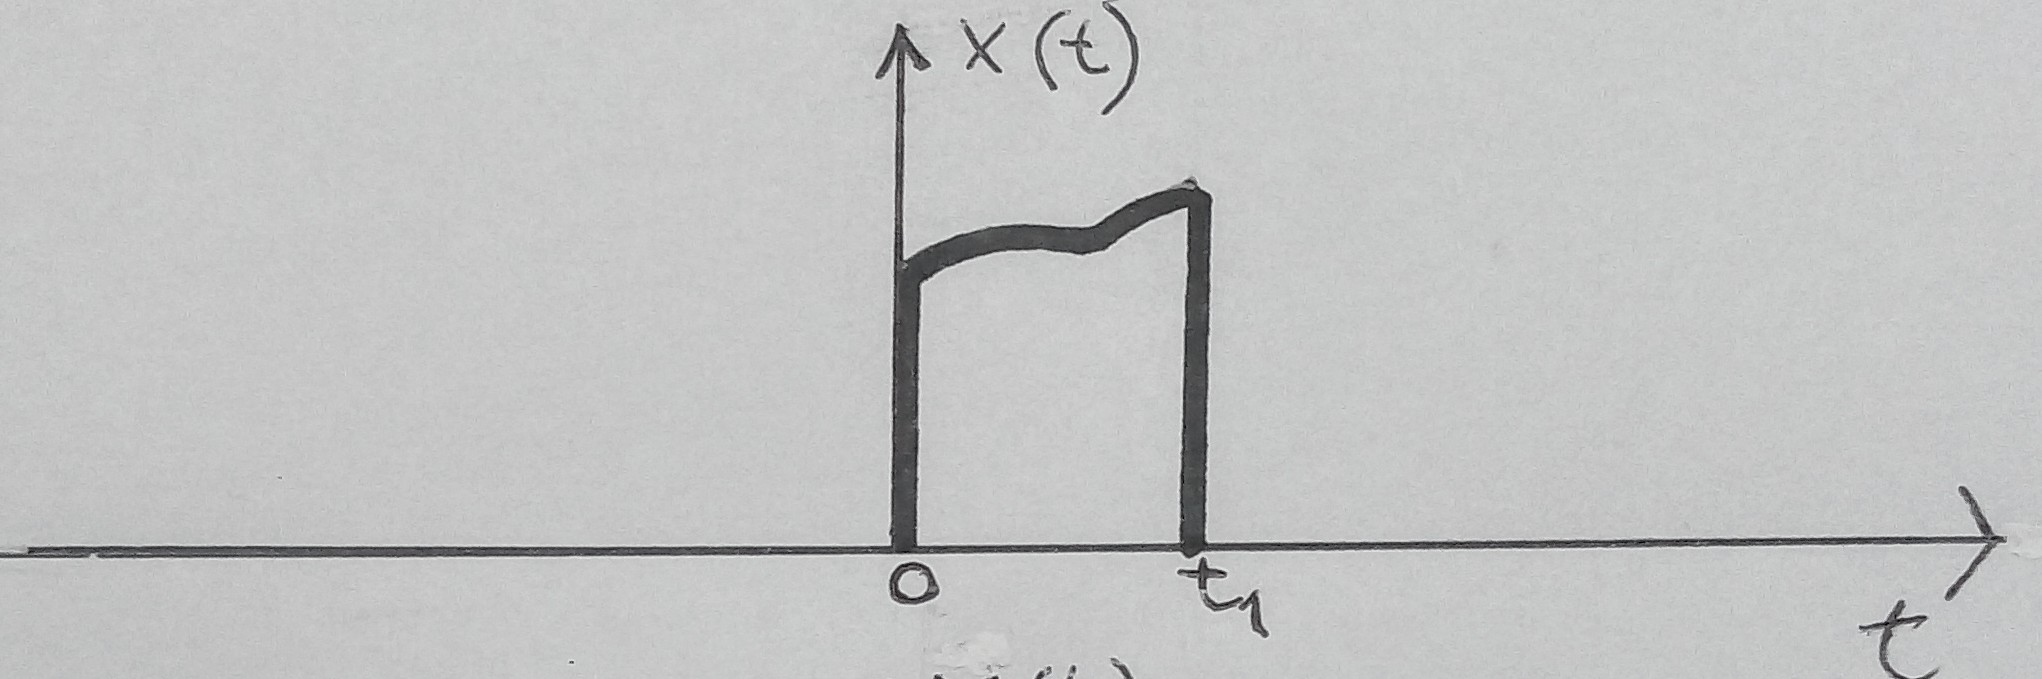 x (t)
0 t₁
t